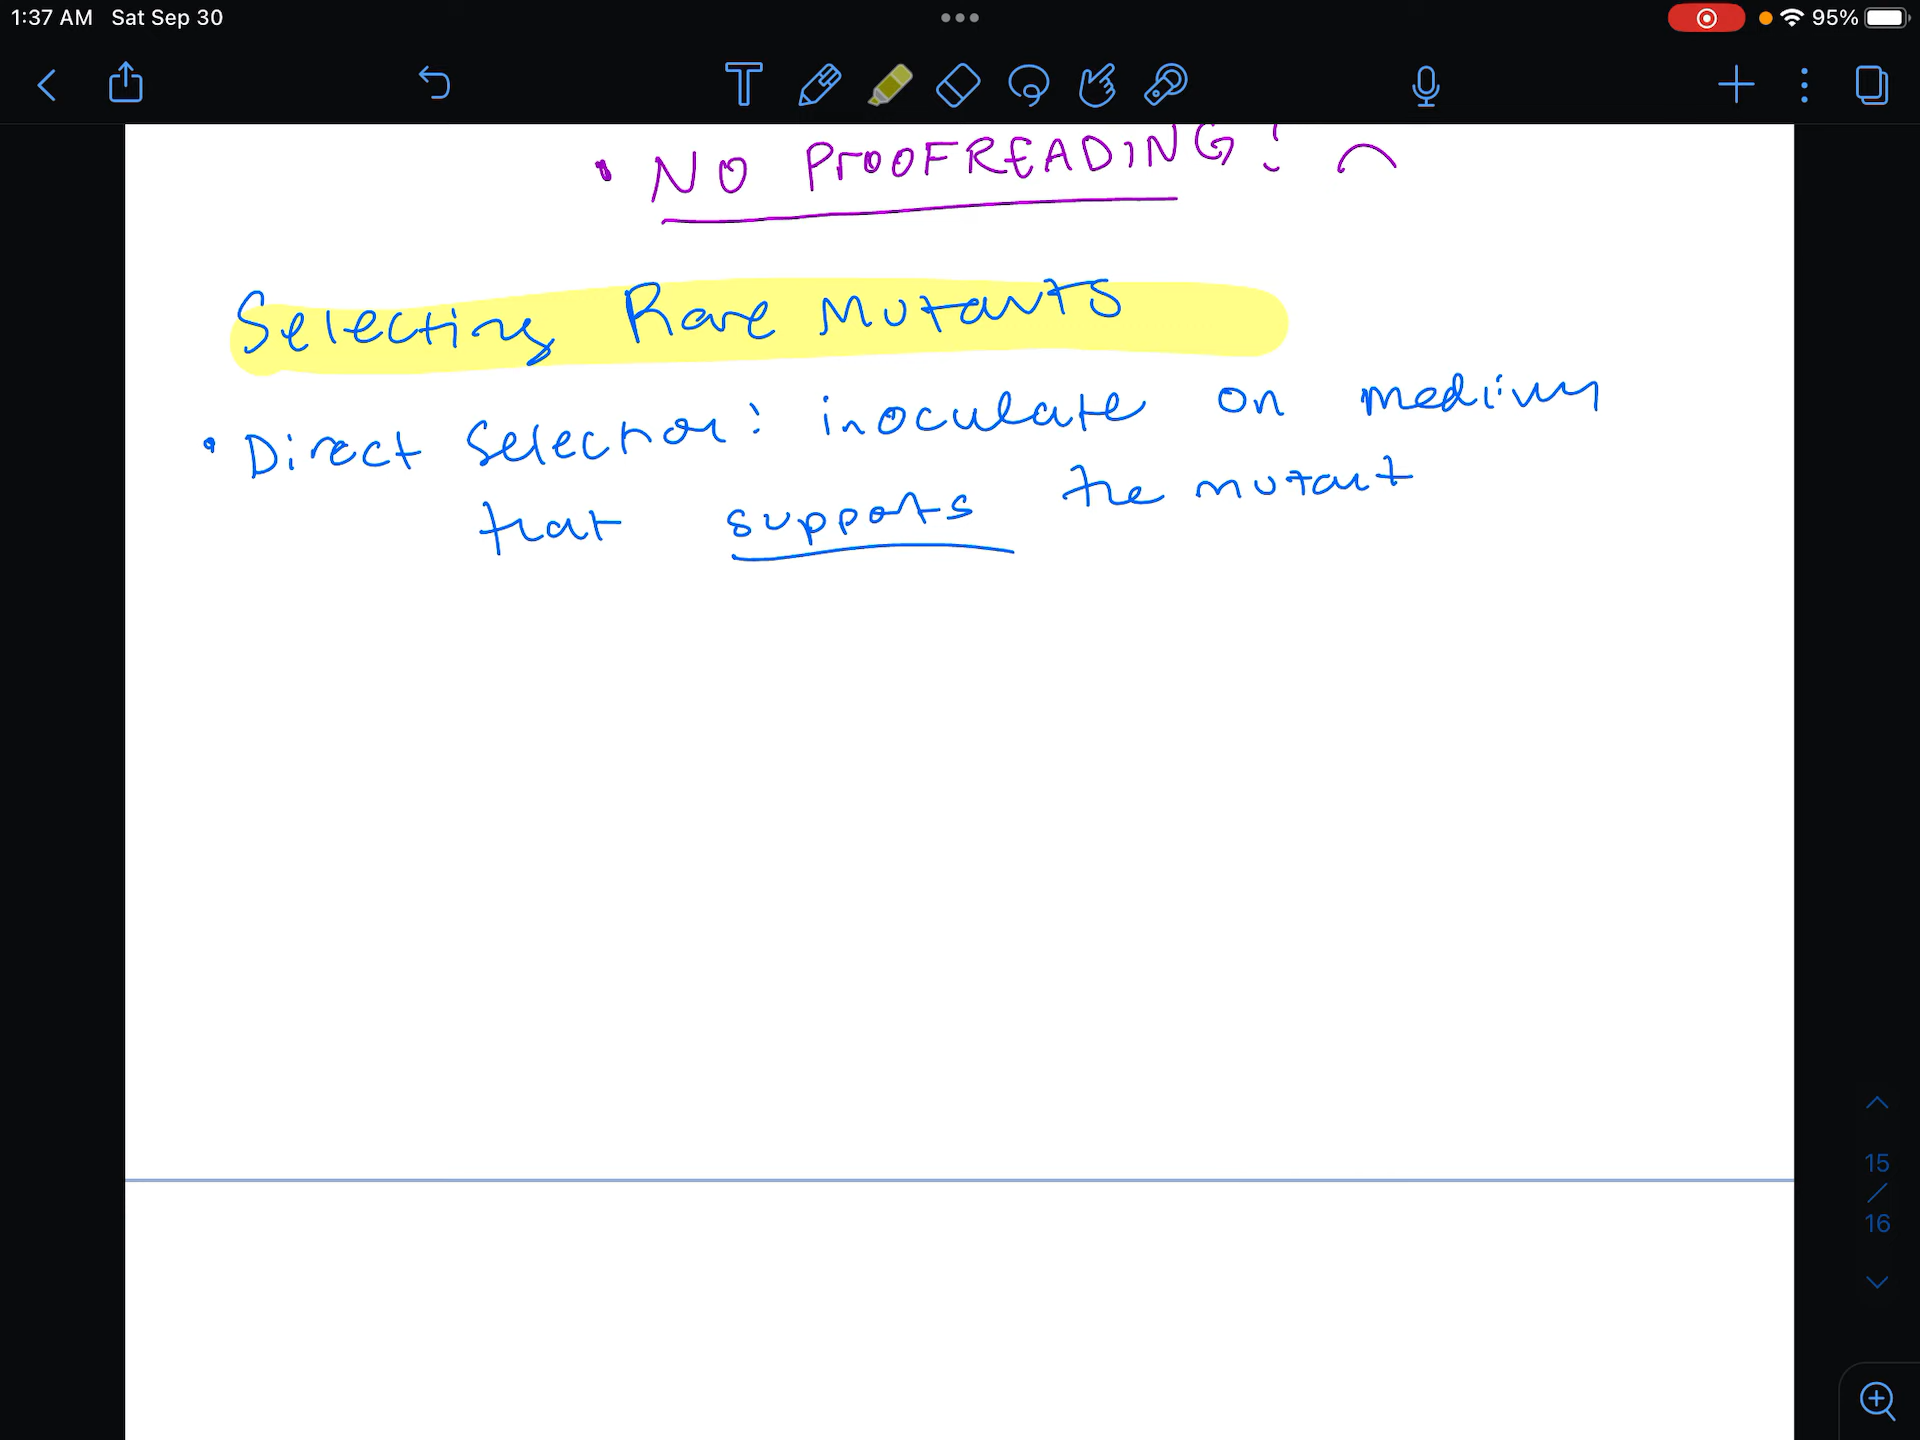 1:37 AM Sat Sep 30
95%
• NO PROOFREADING!
Selecting Rare Mutants
• Direct Selection: inoculate on medium
that supports the mutant
15
/
16